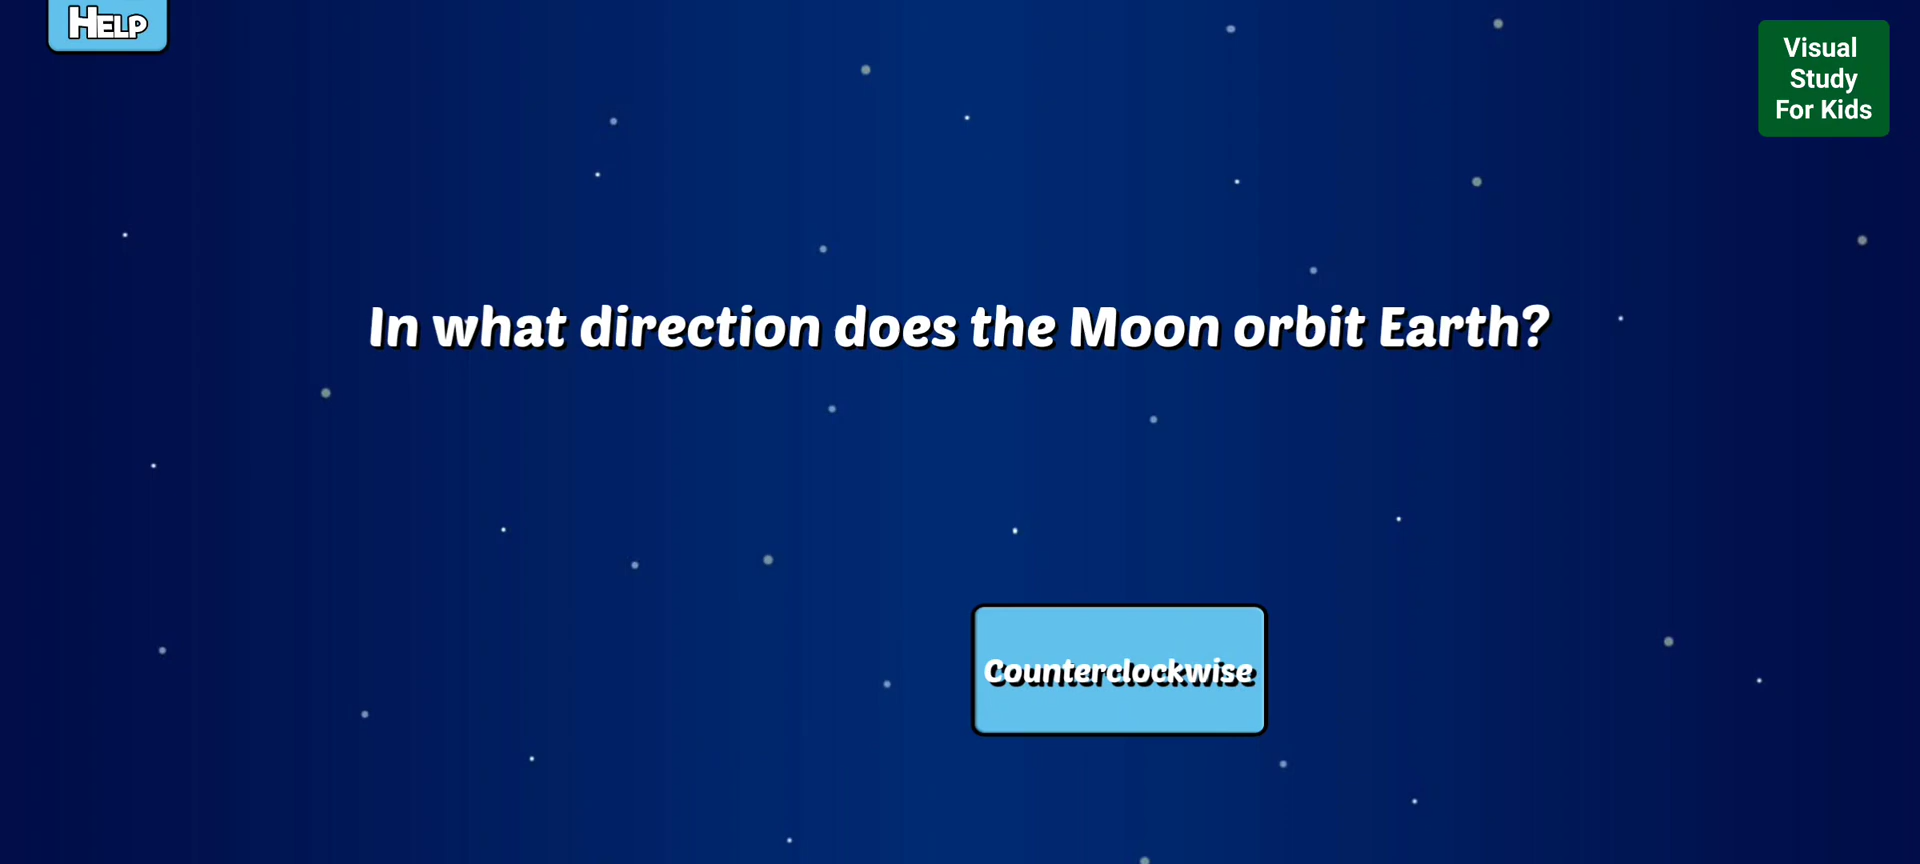 HELP
Visual
Study
For Kids
In what direction does the Moon orbit Earth?
Counterclockwise